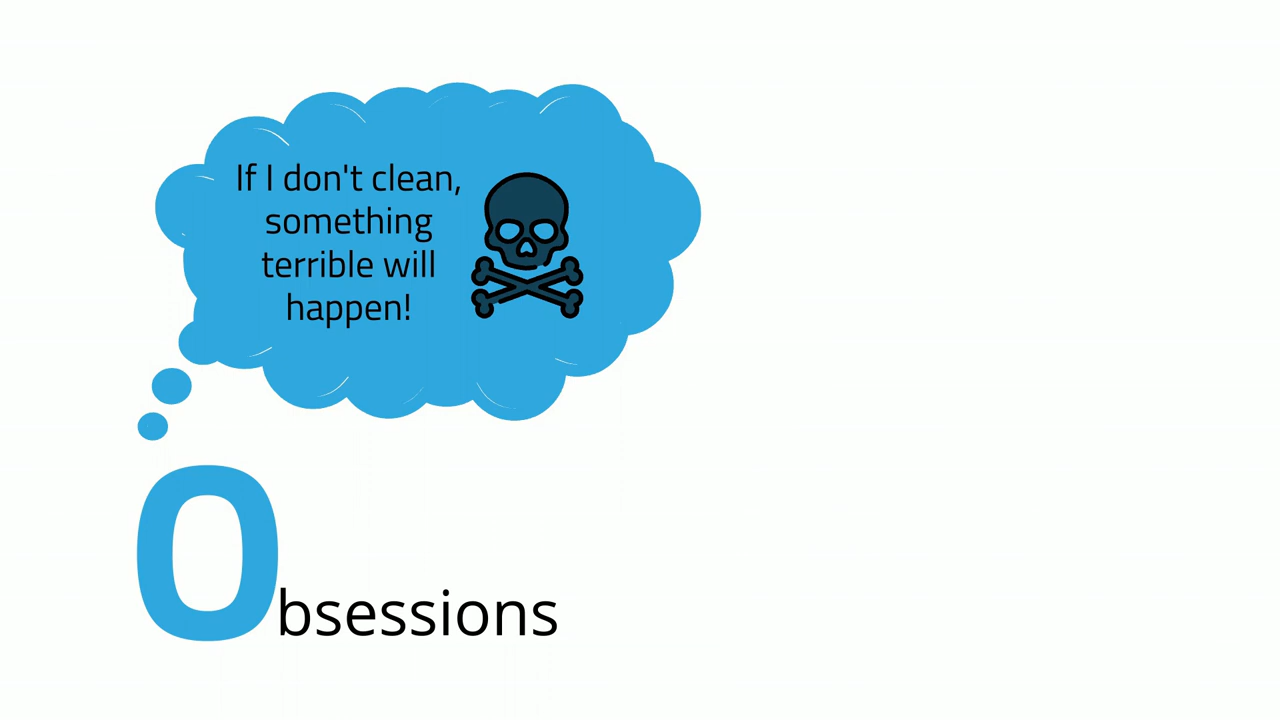 If I don't clean,
something
terrible will
happen!
Obsessions